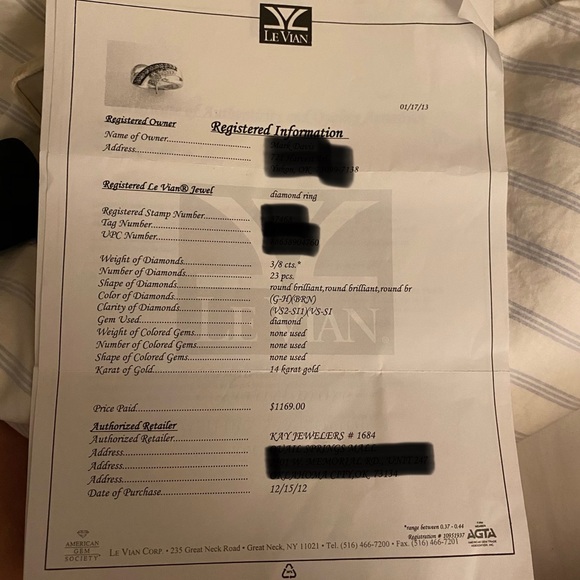 LE VIAN
01/17/13
Registered Owner
Registered Information
Name of Owner
Address
Registered Le Vian® Jewel diamond ring
Registered Stamp Number
Tag Number
UPC Number
Weight of Diamonds 3/8 cts.*
Number of Diamonds 23 pcs.
Shape of Diamonds round brilliant,round brilliant,round br
Color of Diamonds (G-H)(BRN)
Clarity of Diamonds (VS2-SI1)(VS-SI
Gem Used diamond
Weight of Colored Gems none used
Number of Colored Gems none used
Shape of Colored Gems none used
Karat of Gold 14 karat gold
LE VIAN
Price Paid $1169.00
Authorized Retailer
Authorized Retailer KAY JEWELERS # 1684
Address
Address
Address
Date of Purchase 12/15/12
*range between 0.37 - 0.44
Registration # 20951937
AMERICAN GEM SOCIETY
LE VIAN CORP. • 235 Great Neck Road • Great Neck, NY 11021 • Tel. (516) 466-7200 • Fax. (516) 466-7201
AGTA